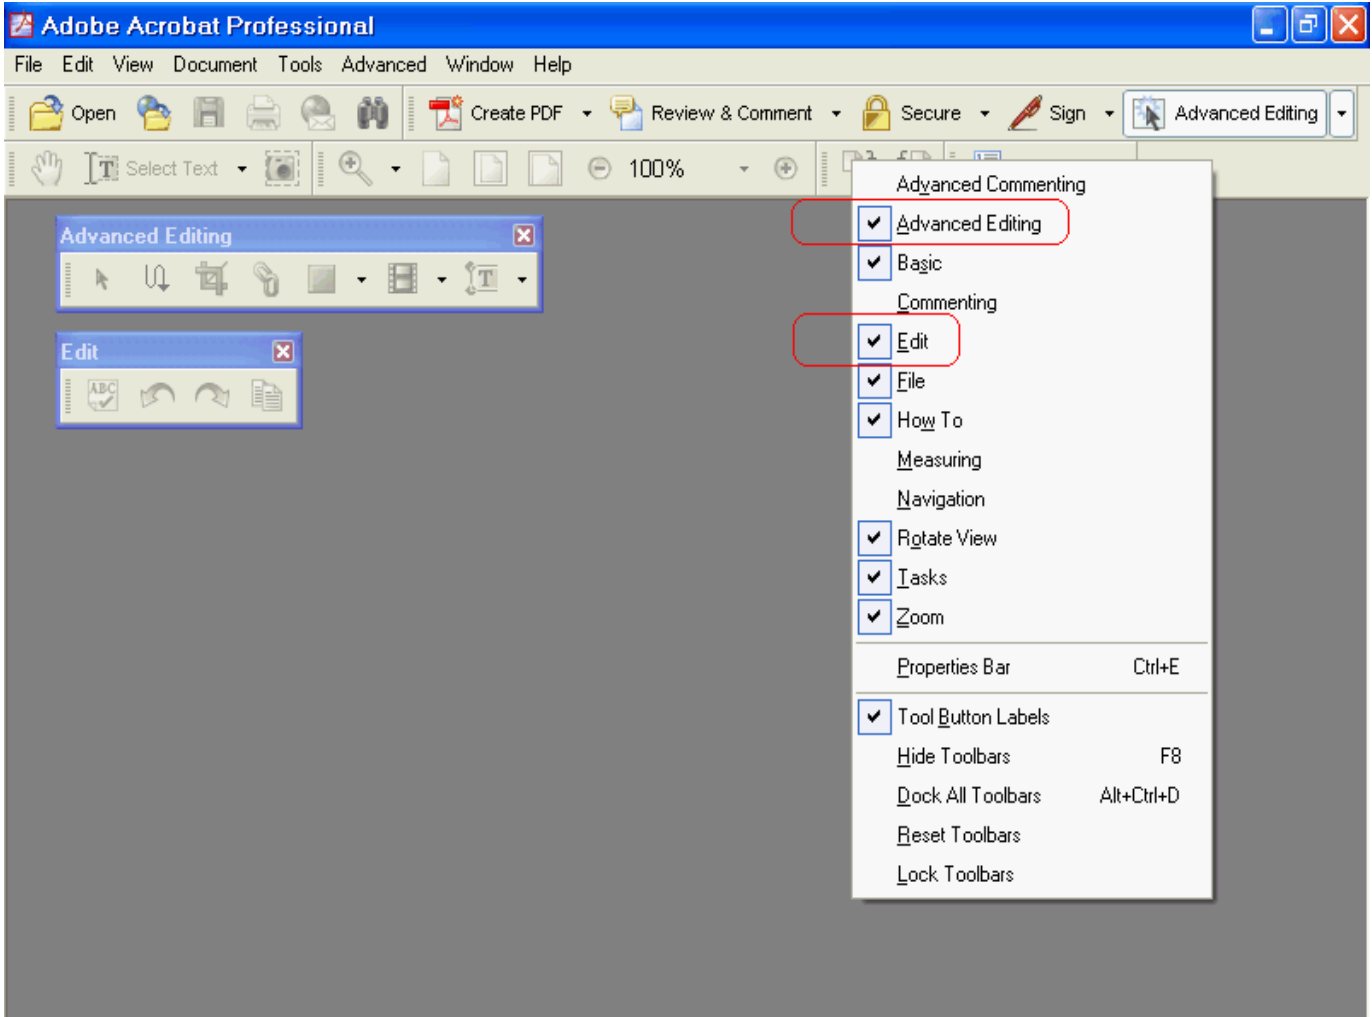 Adobe Acrobat Professional
File Edit View Document Tools Advanced Window Help
Open Create PDF Review & Comment Secure Sign Advanced Editing
Select Text 100%
Advanced Editing
T
Edit
ABC
Advanced Commenting
Advanced Editing
Basic
Commenting
Edit
File
How To
Measuring
Navigation
Rotate View
Tasks
Zoom
Properties Bar Ctrl+E
Tool Button Labels
Hide Toolbars F8
Dock All Toolbars Alt+Ctrl+D
Reset Toolbars
Lock Toolbars